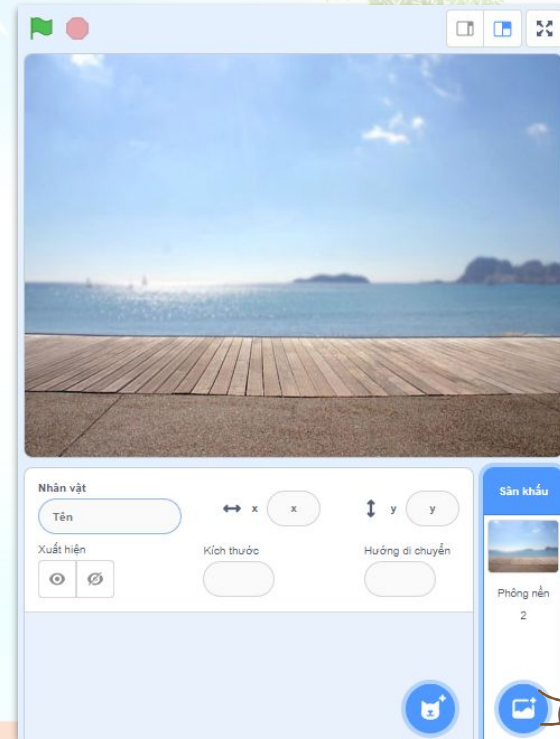 Nhân vật
Tên
x
x
y
y
Xuất hiện
Kích thước
Hướng di chuyển
Sân khấu
Phông nền
2